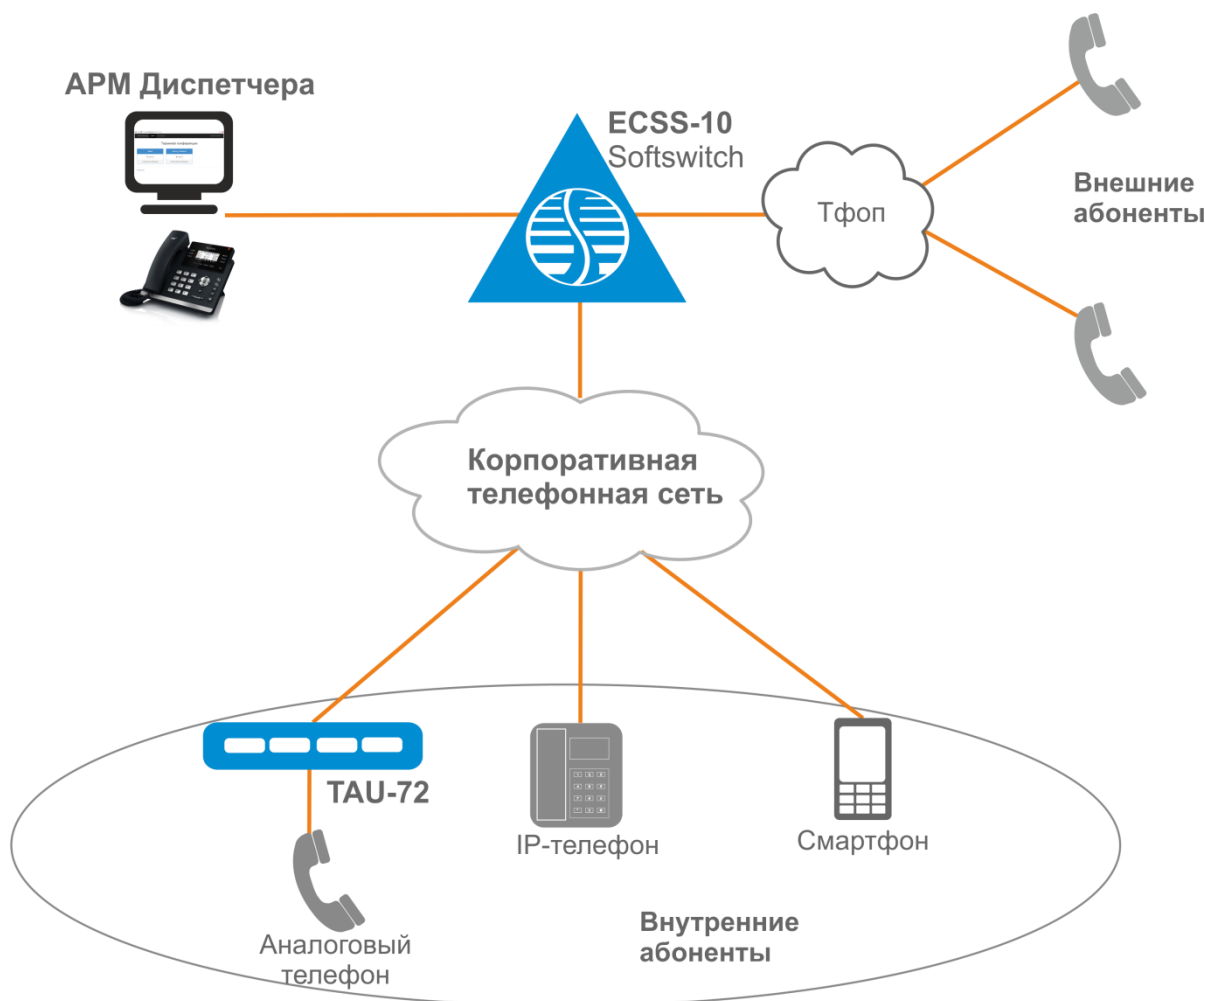 АРМ Диспетчера
ECSS-10
Softswitch
Тфоп
Внешние
абоненты
Корпоративная
телефонная сеть
TAU-72
IP-телефон
Смартфон
Аналоговый
телефон
Внутренние
абоненты